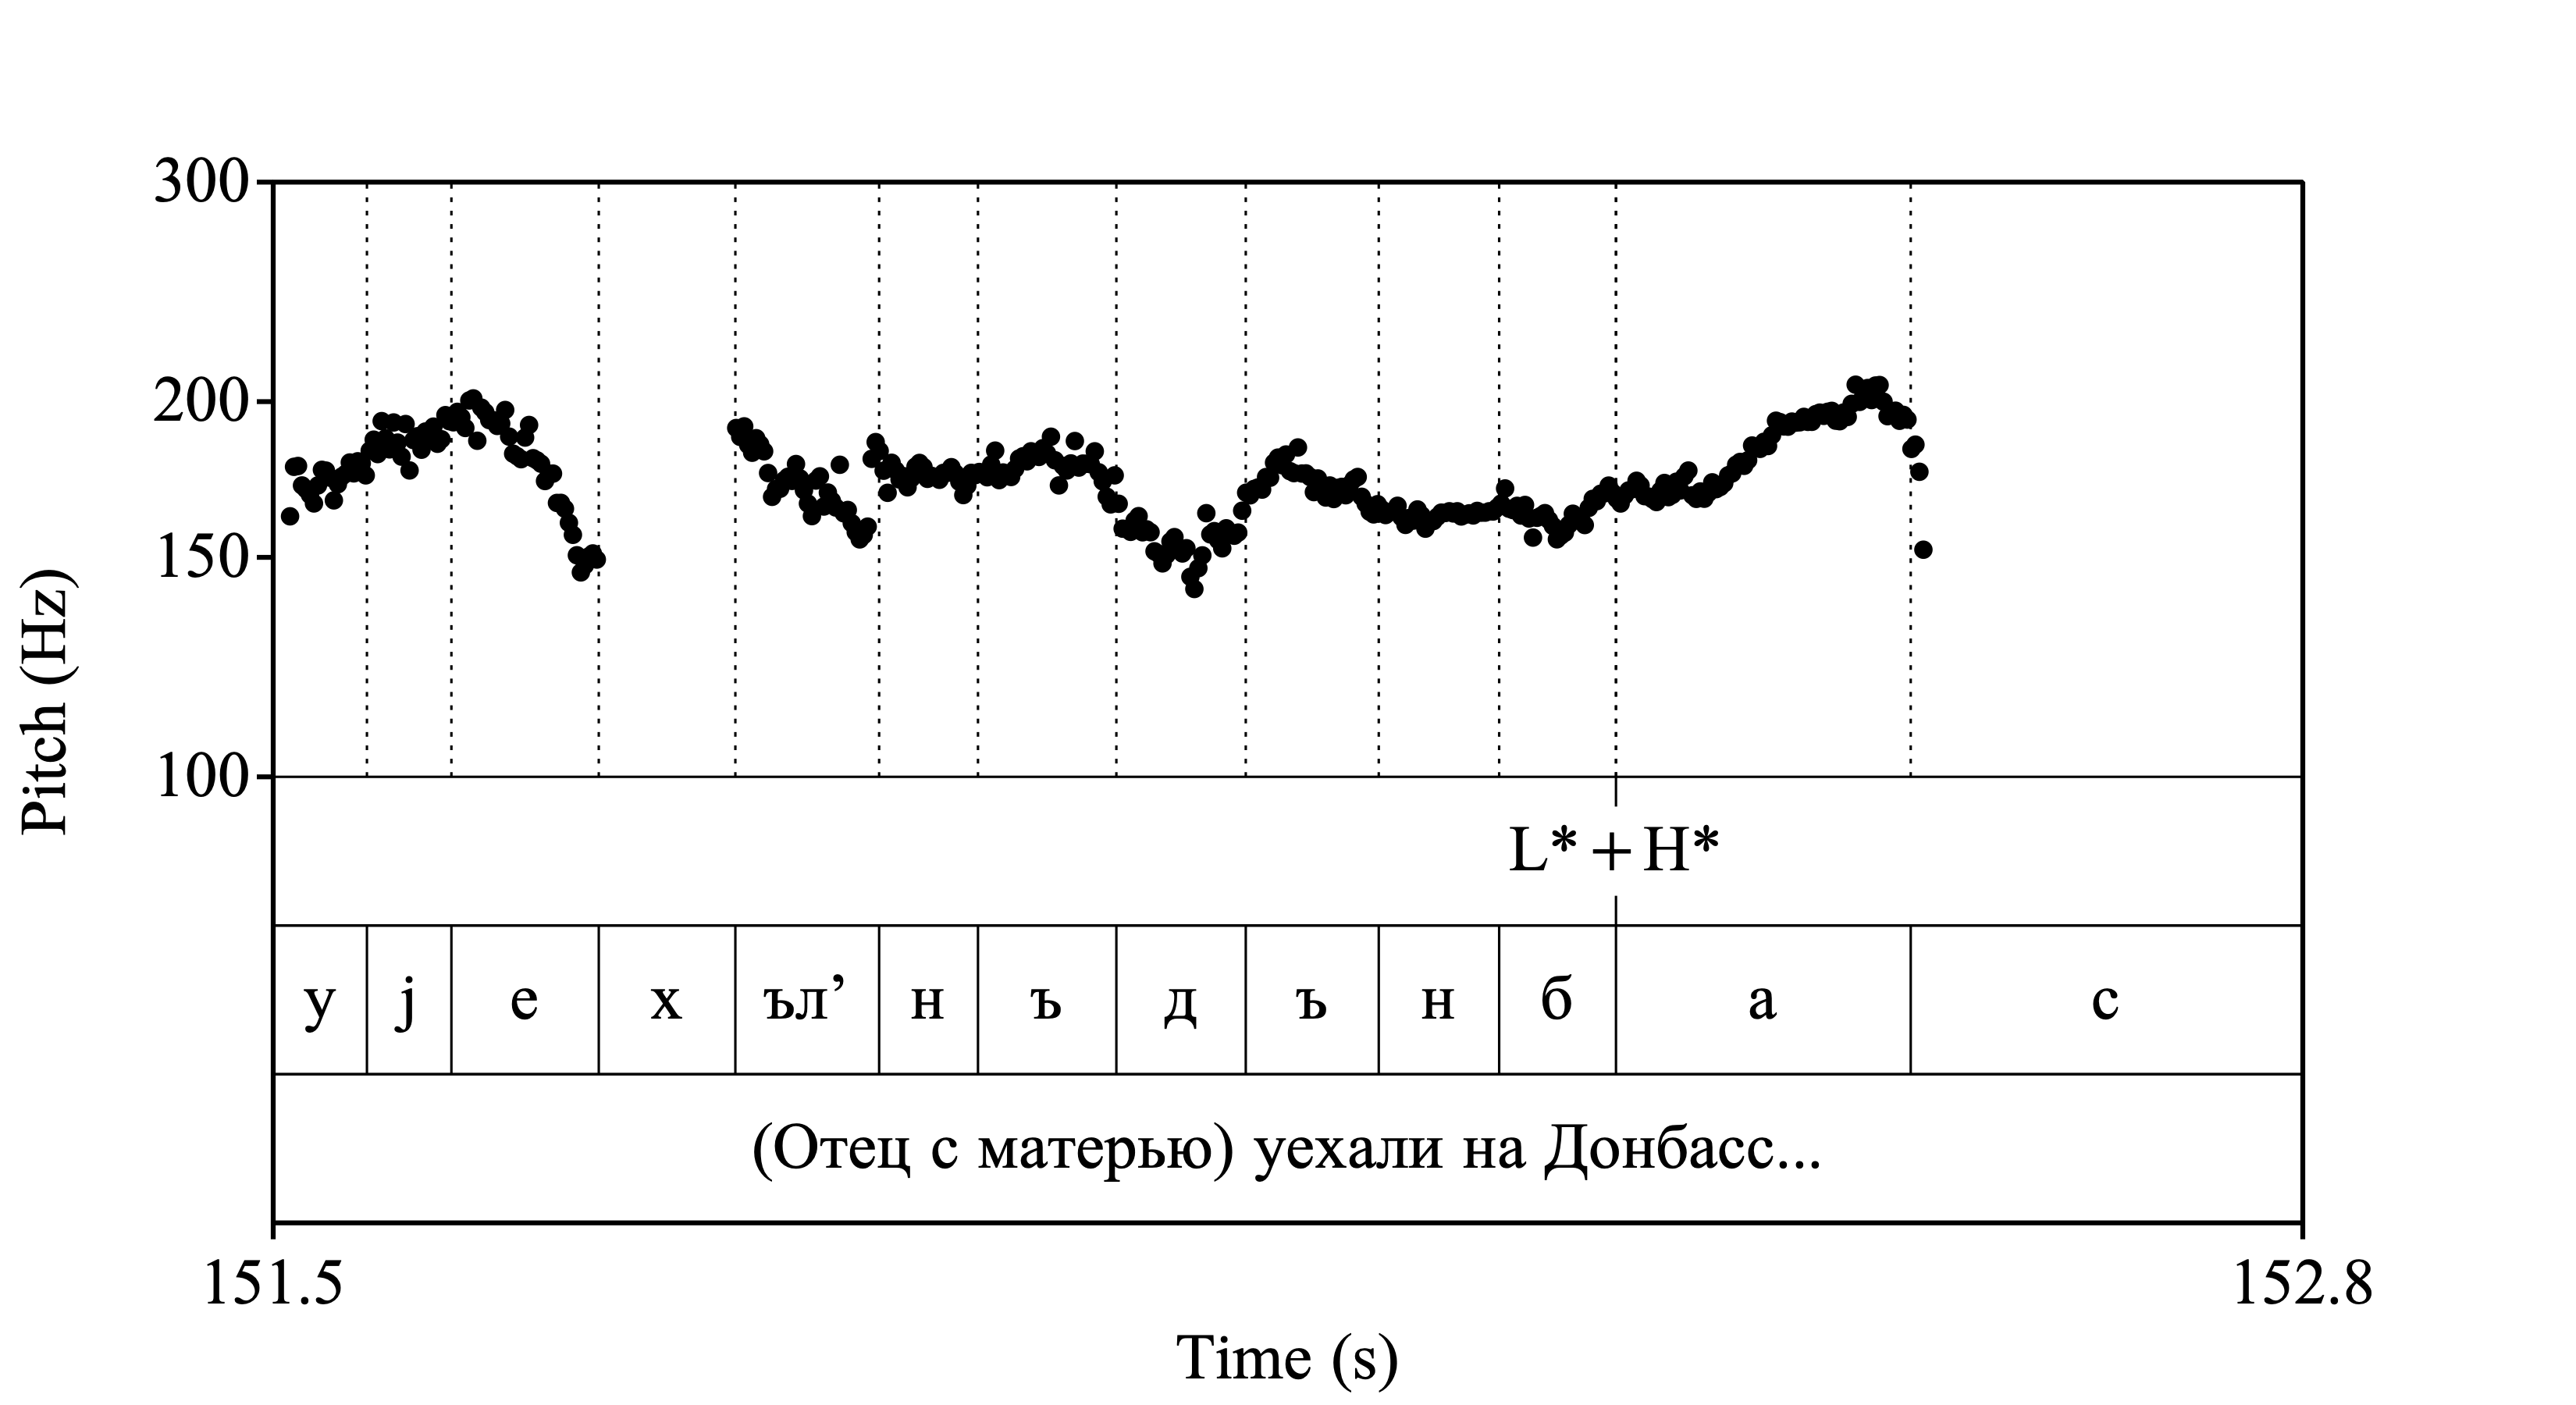 300
200
150
100
Pitch (Hz)
L*+H*
у j е х ъл’ н ъ д ъ н б а с
(Отец с матерью) уехали на Донбасс...
151.5 152.8
Time (s)